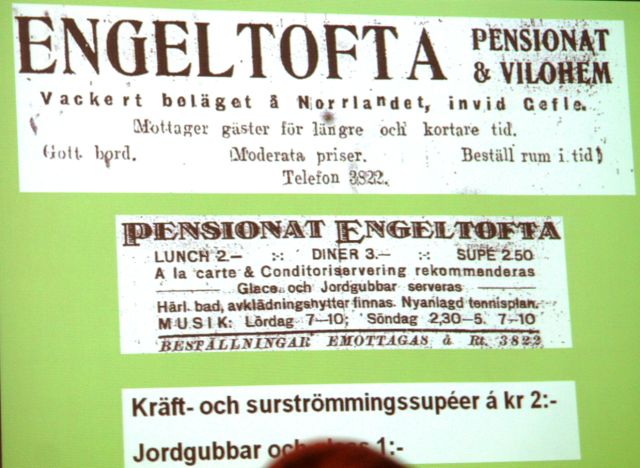 ENGELTOFTA PENSIONAT & VILOHEM
Vackert beläget å Norrlandet, invid Gefle.
Mottager gäster för längre och kortare tid.
Gott bord. Moderata priser. Beställ rum i tid!
Telefon 3822.
PENSIONAT ENGELTOFTA
LUNCH 2.– :-: DINER 3.– :-: SUPE 2.50
A la carte & Conditoriservering rekommenderas
Glace och Jordgubbar serveras
Härl. bad, avklädningshytter finnas. Nyanlagd tennisplan.
MUSIK: Lördag 7–10; Söndag 2,30–5. 7–10
BESTÄLLNINGAR EMOTTAGAS å Rt. 3822
Kräft- och surströmmingssupéer á kr 2:-
Jordgubbar och 1:-